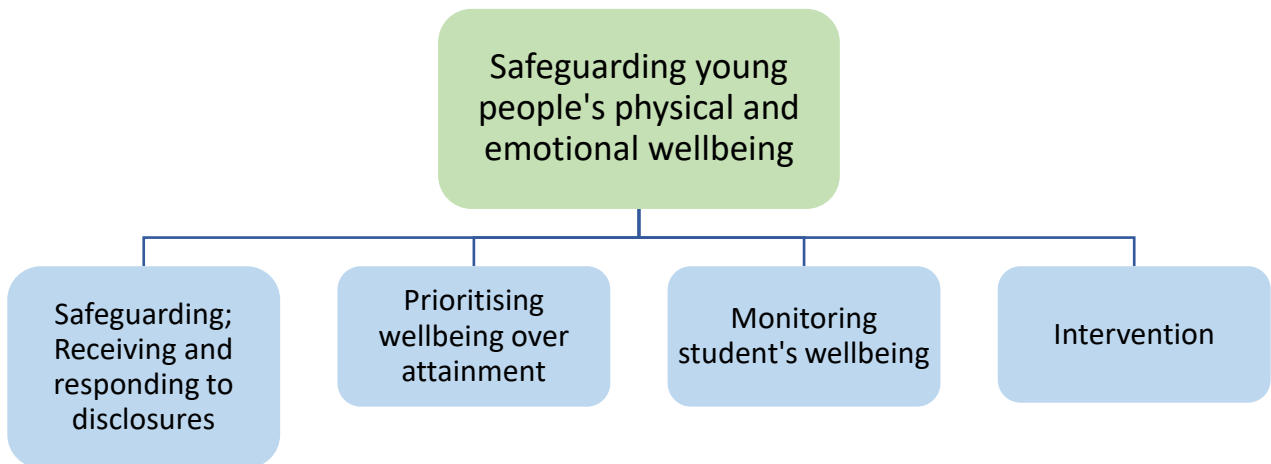 Safeguarding young
people's physical and
emotional wellbeing
Safeguarding;
Receiving and
responding to
disclosures
Prioritising
wellbeing over
attainment
Monitoring
student's wellbeing
Intervention